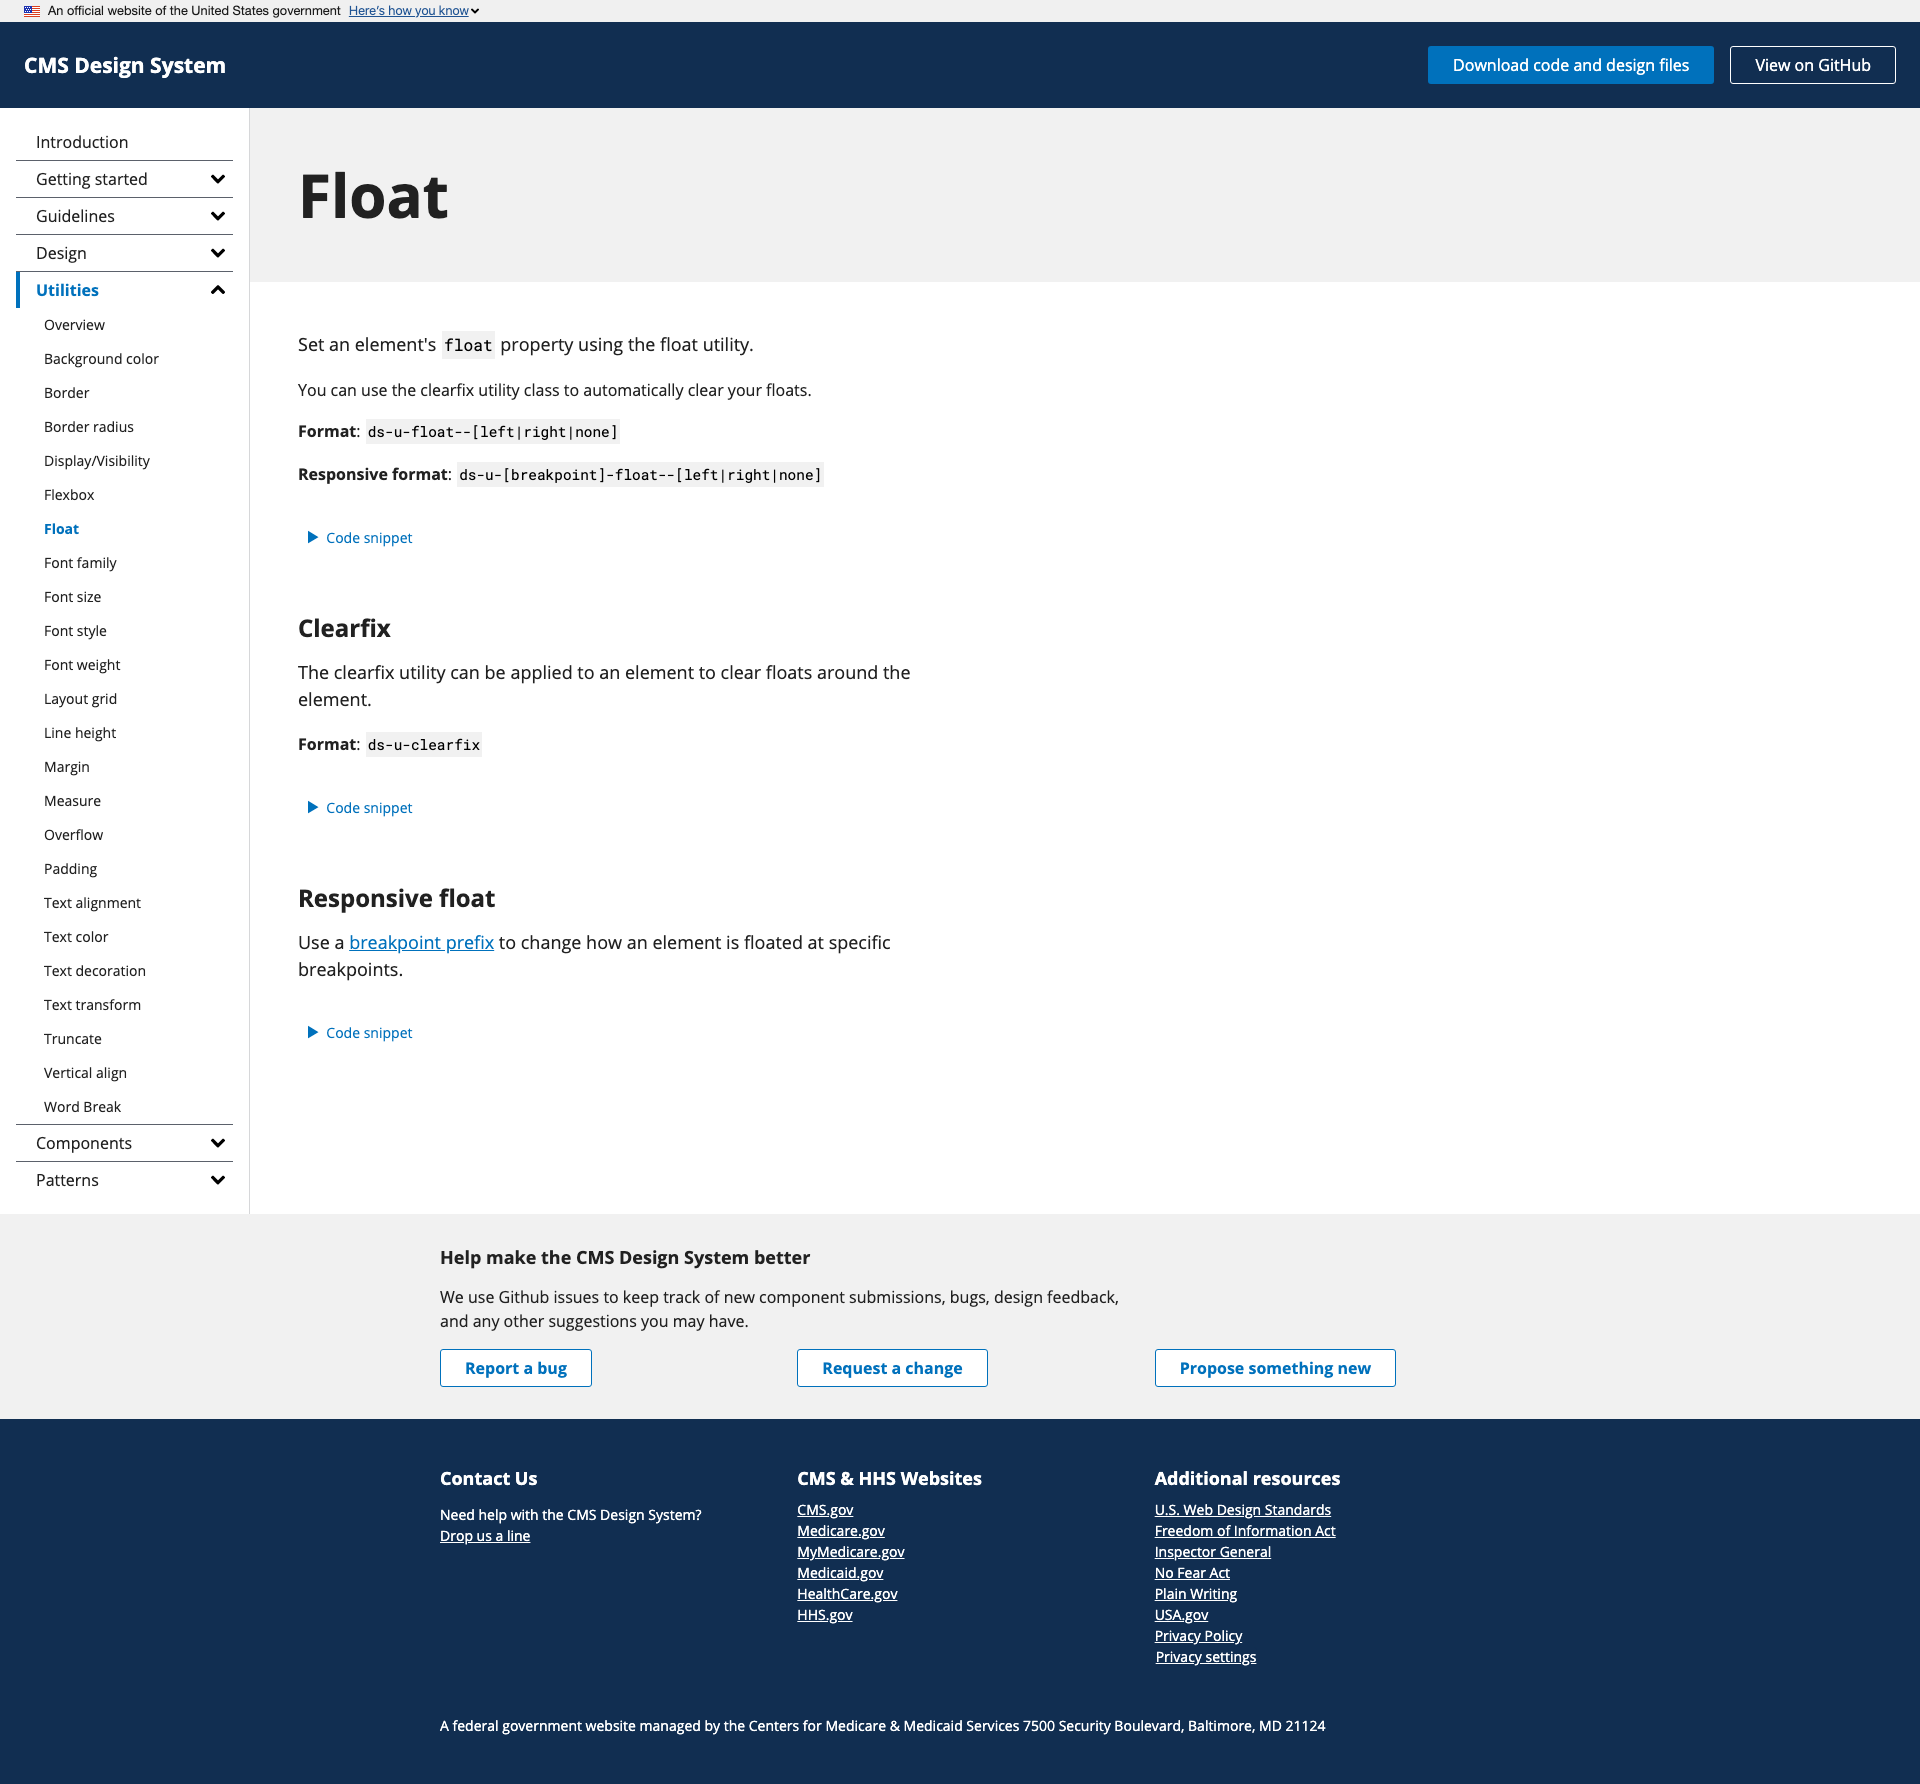 An official website of the United States government Here's how you know
CMS Design System
Download code and design files
View on GitHub
Introduction
Getting started
Guidelines
Design
Utilities
Overview
Background color
Border
Border radius
Display/Visibility
Flexbox
Float
Font family
Font size
Font style
Font weight
Layout grid
Line height
Margin
Measure
Overflow
Padding
Text alignment
Text color
Text decoration
Text transform
Truncate
Vertical align
Word Break
Components
Patterns
Float
Set an element's float property using the float utility.
You can use the clearfix utility class to automatically clear your floats.
Format: ds-u-float--[left|right|none]
Responsive format: ds-u-[breakpoint]-float--[left|right|none]
Code snippet
Clearfix
The clearfix utility can be applied to an element to clear floats around the
element.
Format: ds-u-clearfix
Code snippet
Responsive float
Use a breakpoint prefix to change how an element is floated at specific
breakpoints.
Code snippet
Help make the CMS Design System better
We use Github issues to keep track of new component submissions, bugs, design feedback,
and any other suggestions you may have.
Report a bug
Request a change
Propose something new
Contact Us
Need help with the CMS Design System?
Drop us a line
CMS & HHS Websites
CMS.gov
Medicare.gov
MyMedicare.gov
Medicaid.gov
HealthCare.gov
HHS.gov
Additional resources
U.S. Web Design Standards
Freedom of Information Act
Inspector General
No Fear Act
Plain Writing
USA.gov
Privacy Policy
Privacy settings
A federal government website managed by the Centers for Medicare & Medicaid Services 7500 Security Boulevard, Baltimore, MD 21124